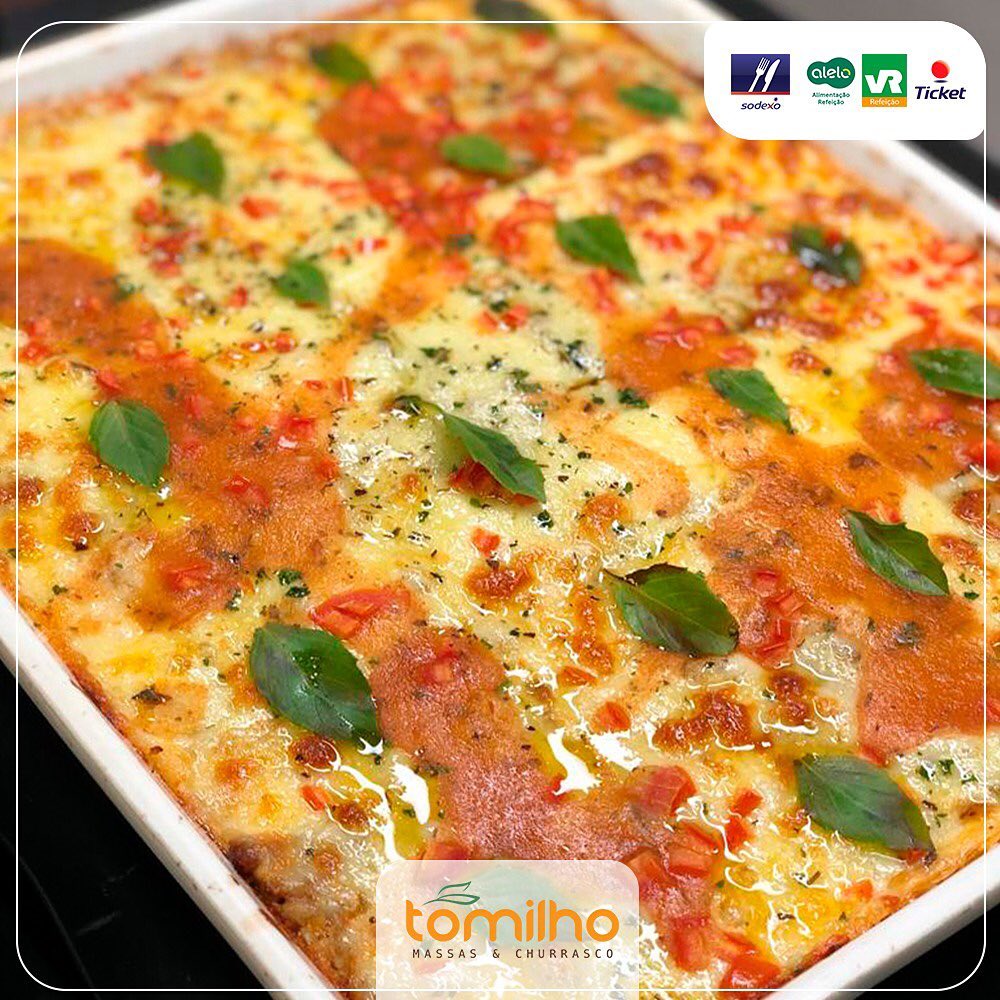 sodexo
alelo
Alimentação
Refeição
VR
Refeição
Ticket
tomilho
MASSAS & CHURRASCO